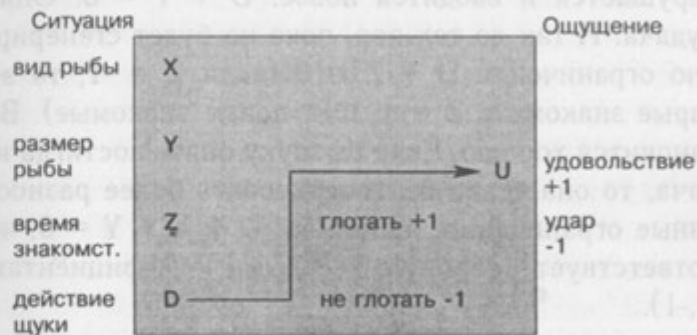 Ситуация
Ощущение
вид рыбы X
размер рыбы Y
U удовольствие +1
время знакомст. Z глотать +1 удар -1
действие щуки D не глотать -1